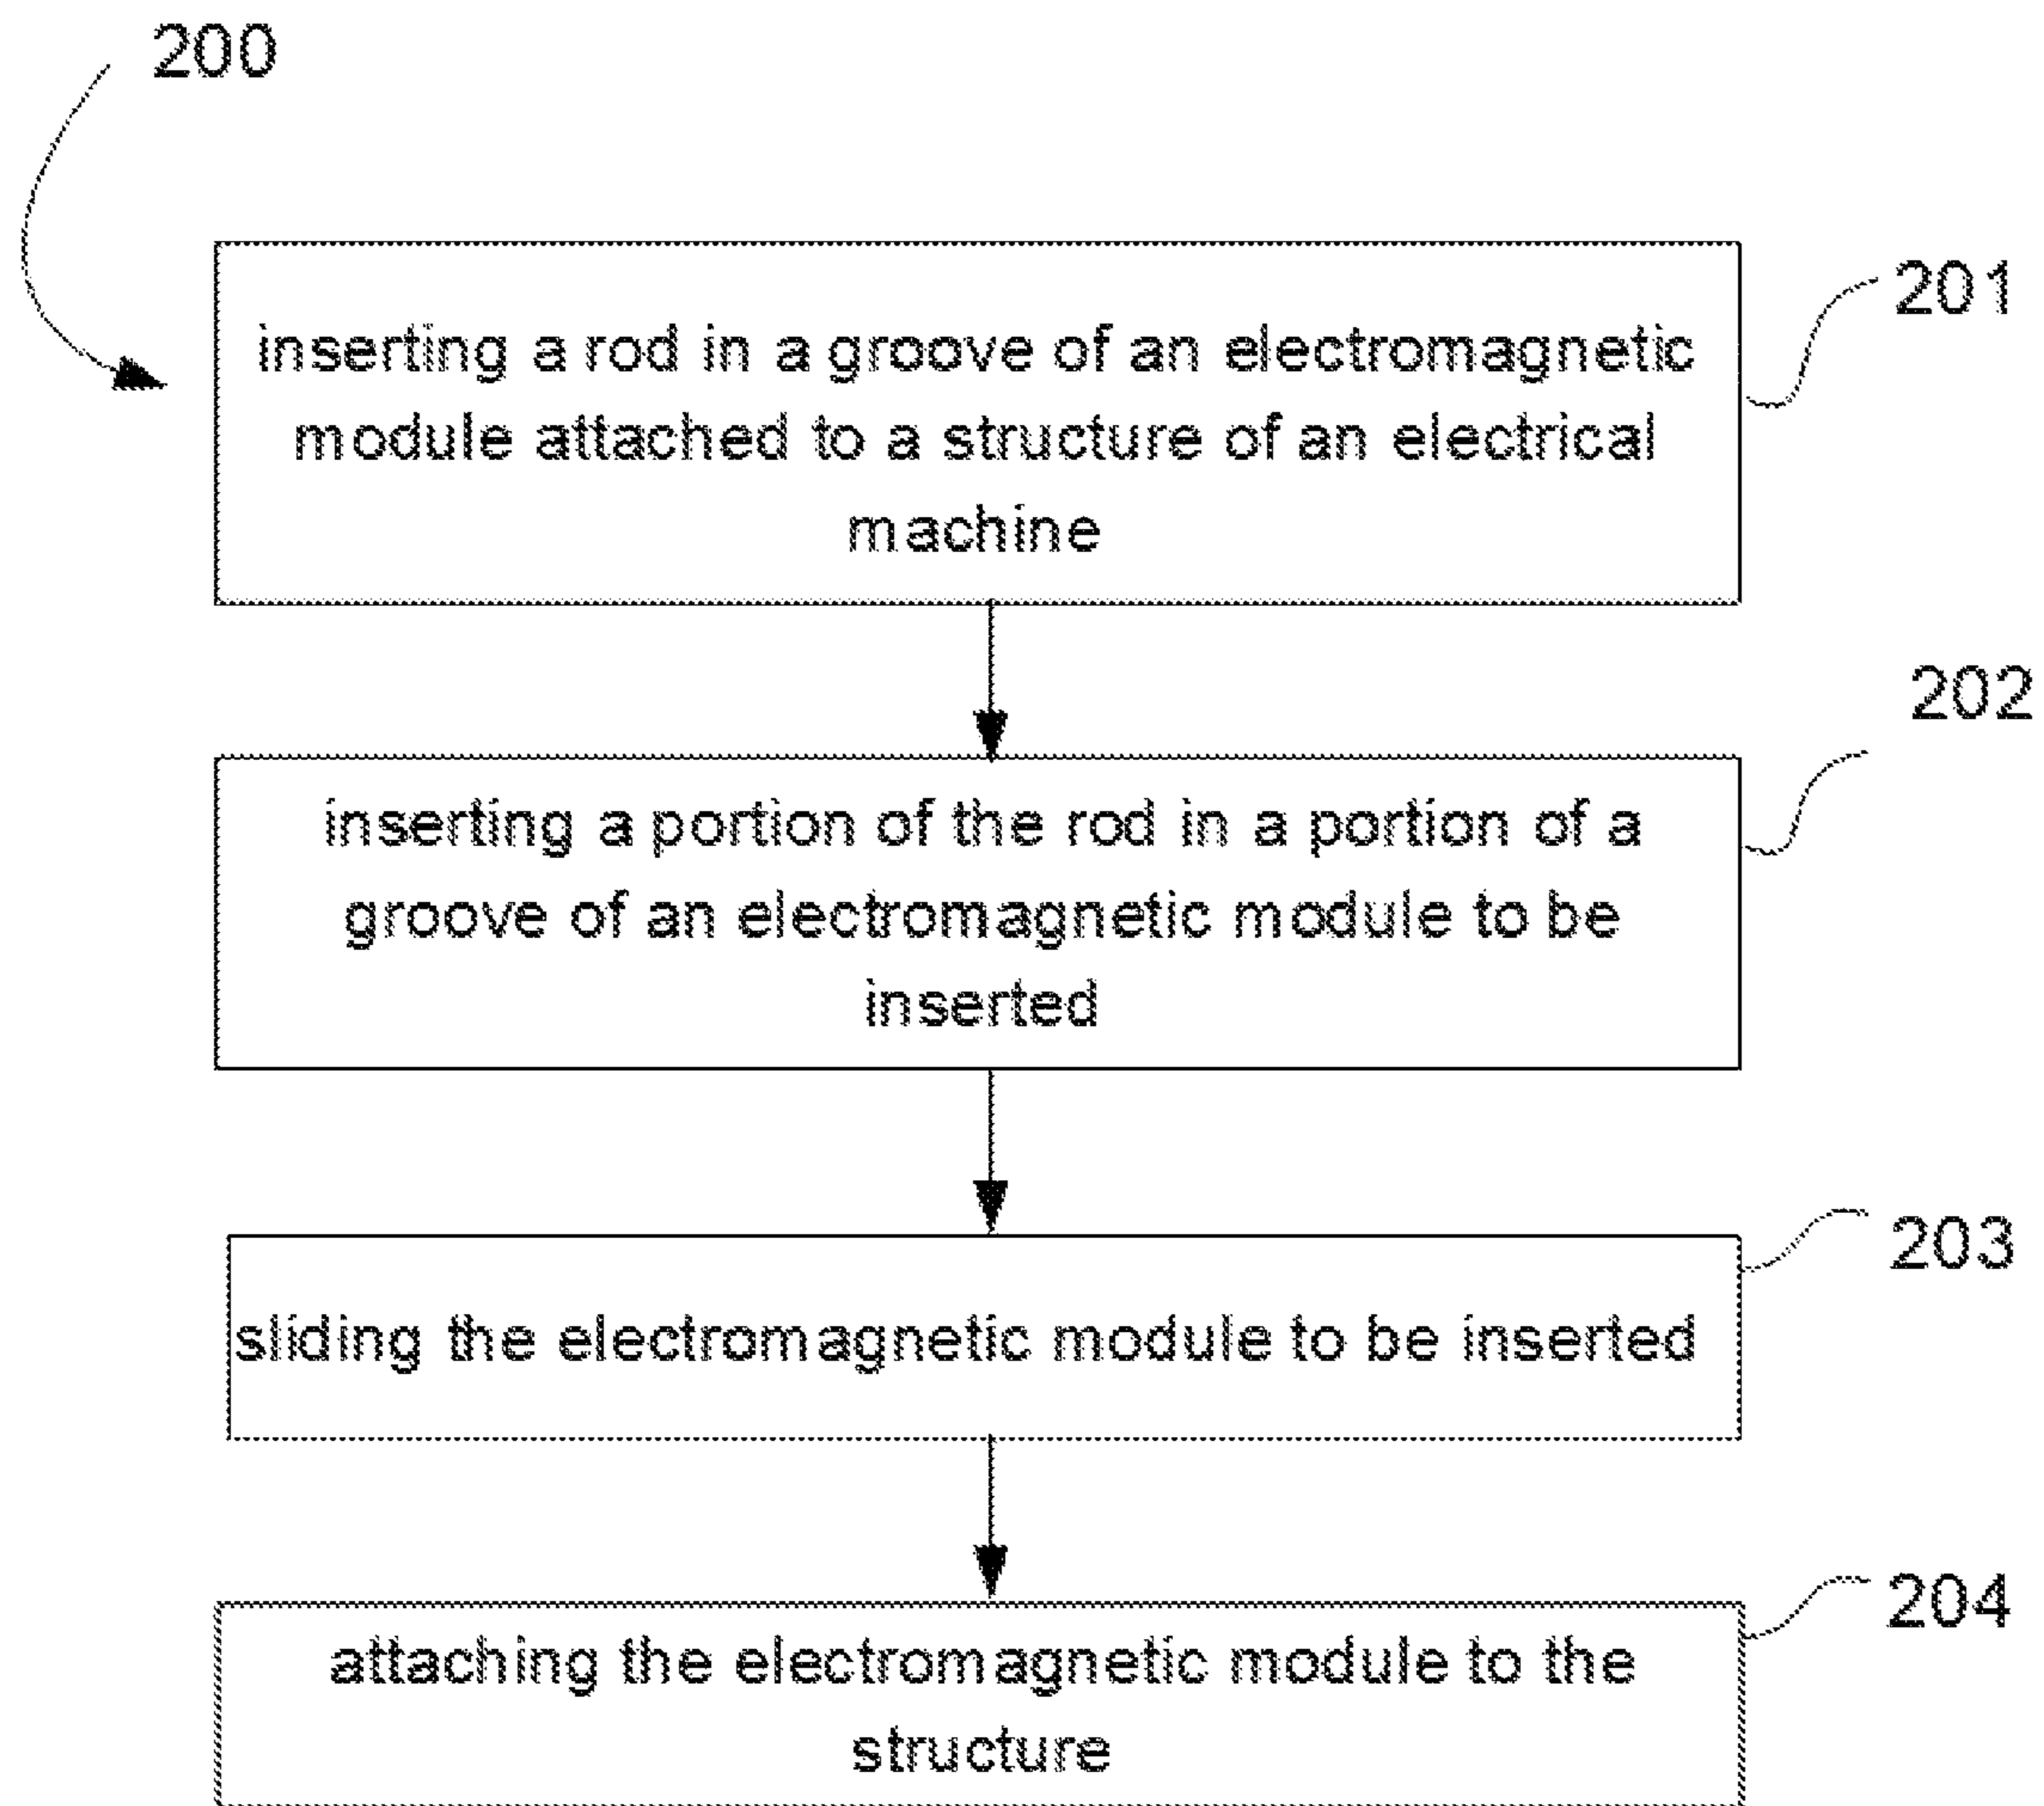 200
201
inserting a rod in a groove of an electromagnetic
module attached to a structure of an electrical
machine
202
inserting a portion of the rod in a portion of a
groove of an electromagnetic module to be
inserted
203
sliding the electromagnetic module to be inserted
204
attaching the electromagnetic module to the
structure